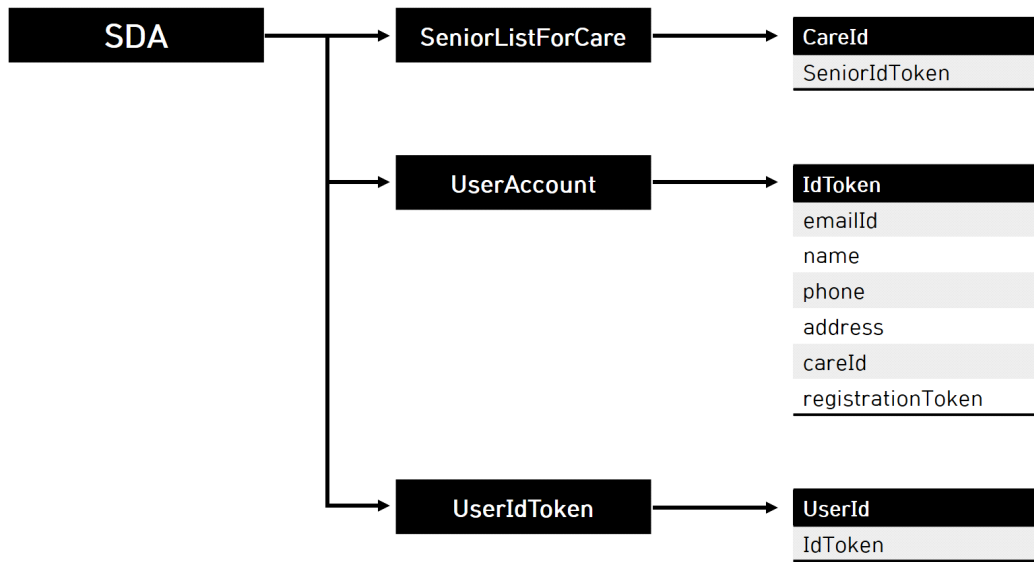 SDA
SeniorListForCare
CareId
SeniorIdToken
UserAccount
IdToken
emailId
name
phone
address
careId
registrationToken
UserIdToken
UserId
IdToken